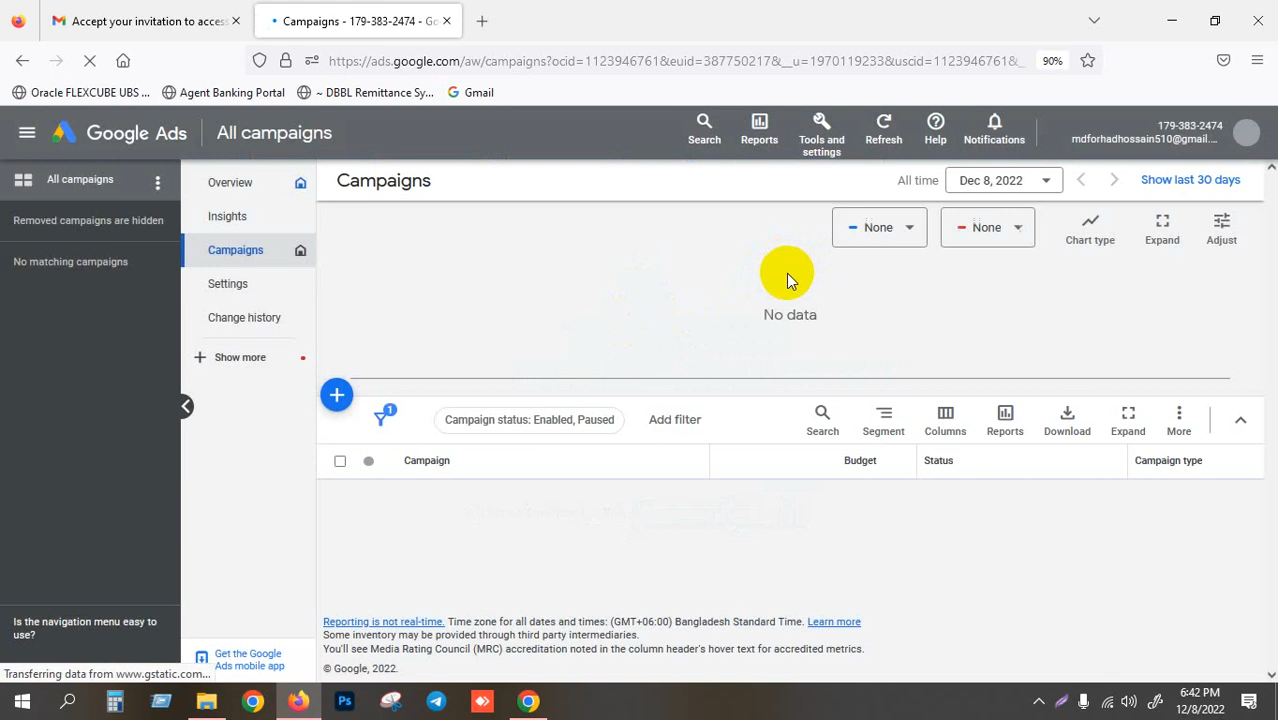 Accept your invitation to access
Campaigns - 179-383-2474 - Go
https://ads.google.com/aw/campaigns?ocid=1123946761&euid=387750217&__u=1970119233&uscid=1123946761&
90%
Oracle FLEXCUBE UBS ...
Agent Banking Portal
~ DBBL Remittance Sy...
Gmail
Google Ads
All campaigns
Search
Reports
Tools and
settings
Refresh
Help
Notifications
179-383-2474
mdforhadhossain510@gmail....
All campaigns
Removed campaigns are hidden
No matching campaigns
Overview
Insights
Campaigns
Settings
Change history
Show more
Campaigns
All time
Dec 8, 2022
Show last 30 days
None
None
Chart type
Expand
Adjust
No data
1
Campaign status: Enabled, Paused
Add filter
Search
Segment
Columns
Reports
Download
Expand
More
Campaign
Budget
Status
Campaign type
Reporting is not real-time. Time zone for all dates and times: (GMT+06:00) Bangladesh Standard Time. Learn more
Some inventory may be provided through third party intermediaries.
You'll see Media Rating Council (MRC) accreditation noted in the column header's hover text for accredited metrics.
© Google, 2022.
Is the navigation menu easy to
use?
Get the Google
Ads mobile app
Transferring data from www.gstatic.com...
Ps
6:42 PM
12/8/2022